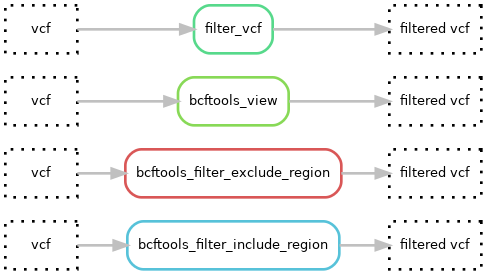 vcf filter_vcf filtered vcf
vcf bcftools_view filtered vcf
vcf bcftools_filter_exclude_region filtered vcf
vcf bcftools_filter_include_region filtered vcf